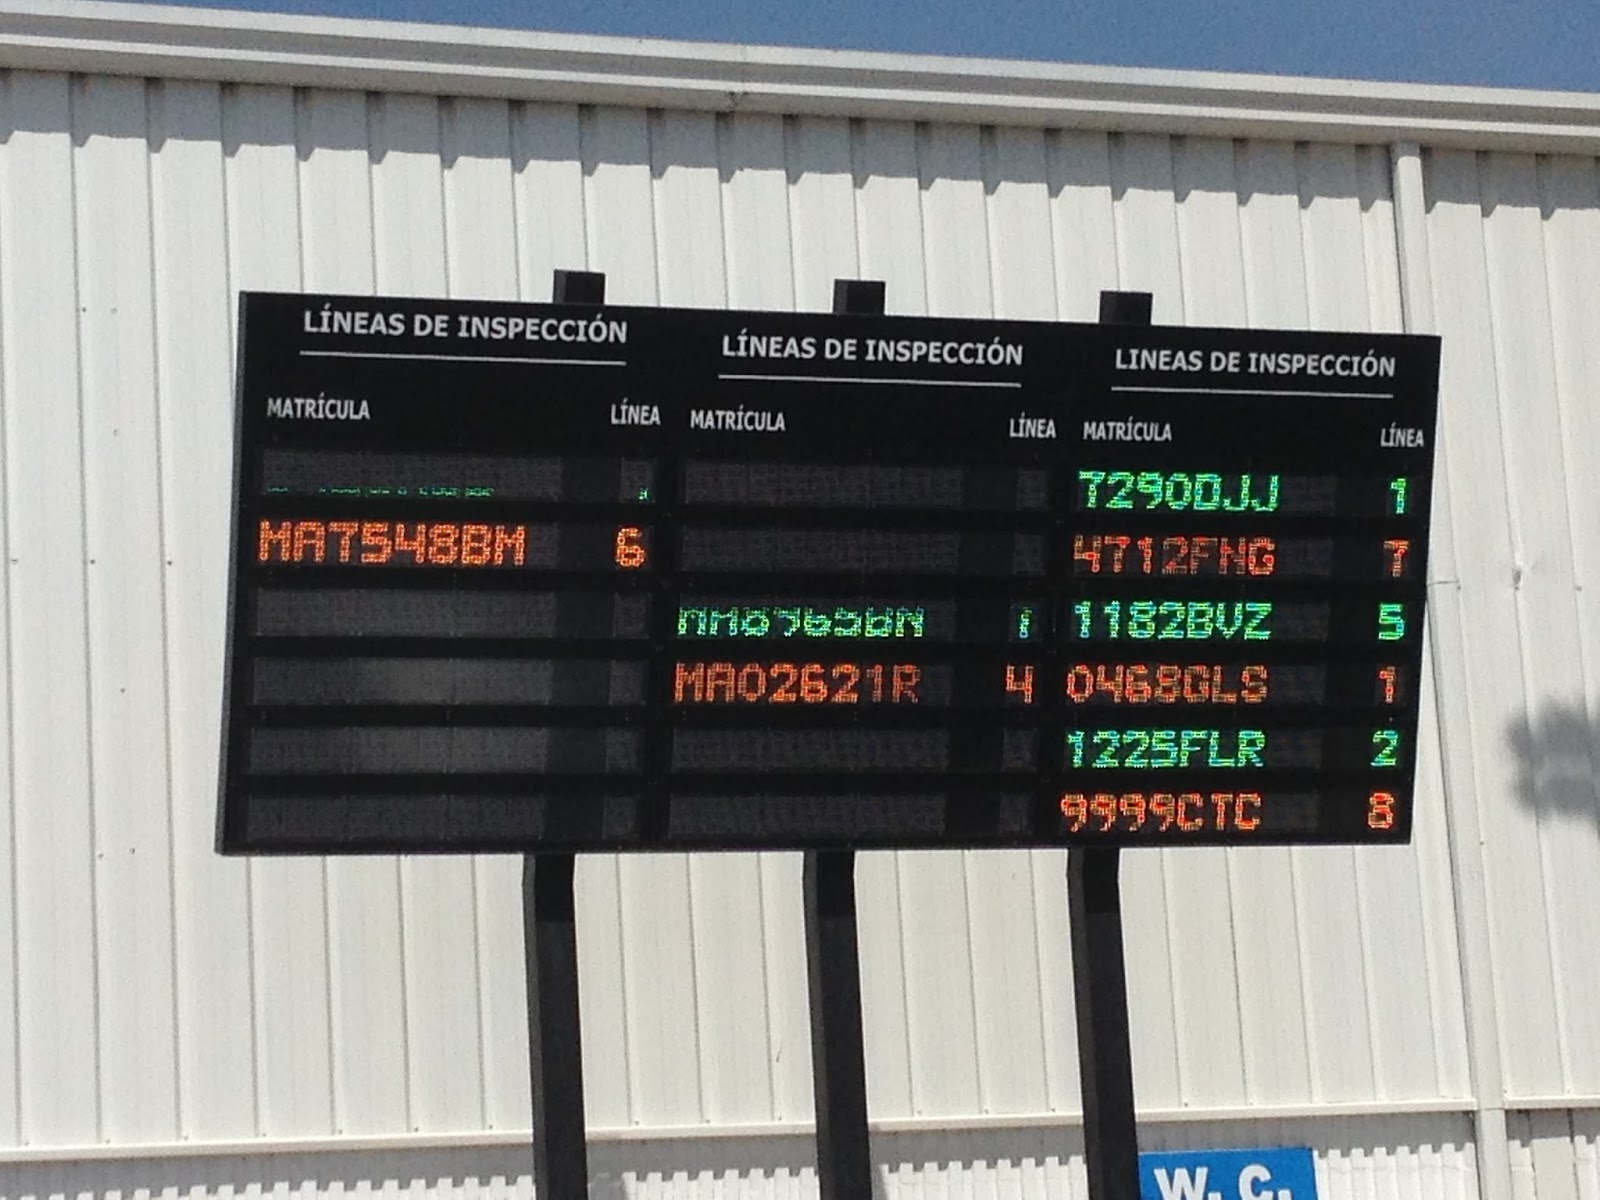 LÍNEAS DE INSPECCIÓN
MATRÍCULA LÍNEA
MA7548BM 6
LÍNEAS DE INSPECCIÓN
MATRÍCULA LÍNEA
MA02621R 4
LINEAS DE INSPECCIÓN
MATRÍCULA LÍNEA
7290DJJ 1
4712FNG 7
1182BVZ 5
0468GLS 1
1225FLR 2
9999CTC 8
W. C.